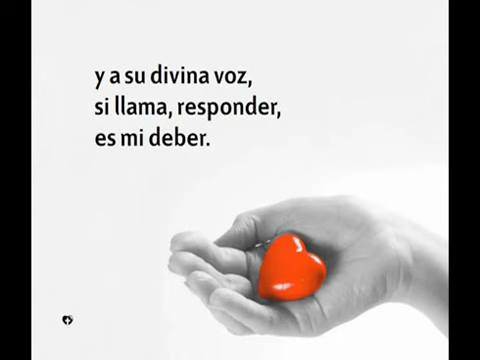 y a su divina voz,
si llama, responder,
es mi deber.